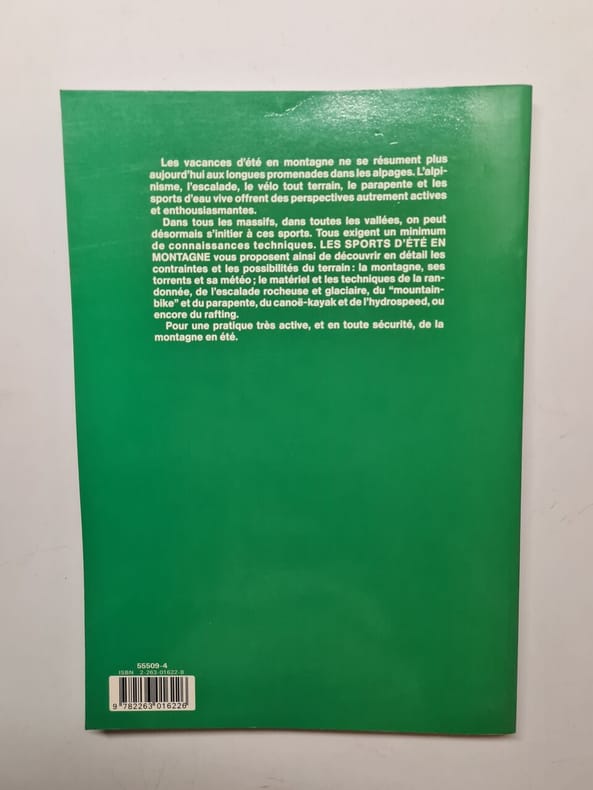 Les vacances d'été en montagne ne se résument plus
aujourd'hui aux longues promenades dans les alpages. L'alpi-
nisme, l'escalade, le vélo tout terrain, le parapente et les
sports d'eau vive offrent des perspectives autrement actives
et enthousiasmantes.
Dans tous les massifs, dans toutes les vallées, on peut
désormais s'initier à ces sports. Tous exigent un minimum
de connaissances techniques. LES SPORTS D'ÉTÉ EN
MONTAGNE vous proposent ainsi de découvrir en détail les
contraintes et les possibilités du terrain : la montagne, ses
torrents et sa météo ; le matériel et les techniques de la ran-
donnée, de l'escalade rocheuse et glaciaire, du "mountain-
bike" et du parapente, du canoë-kayak et de l'hydrospeed, ou
encore du rafting.
Pour une pratique très active, et en toute sécurité, de la
montagne en été.
55509-4
ISBN 2-263-01622-8
9 782263 016226